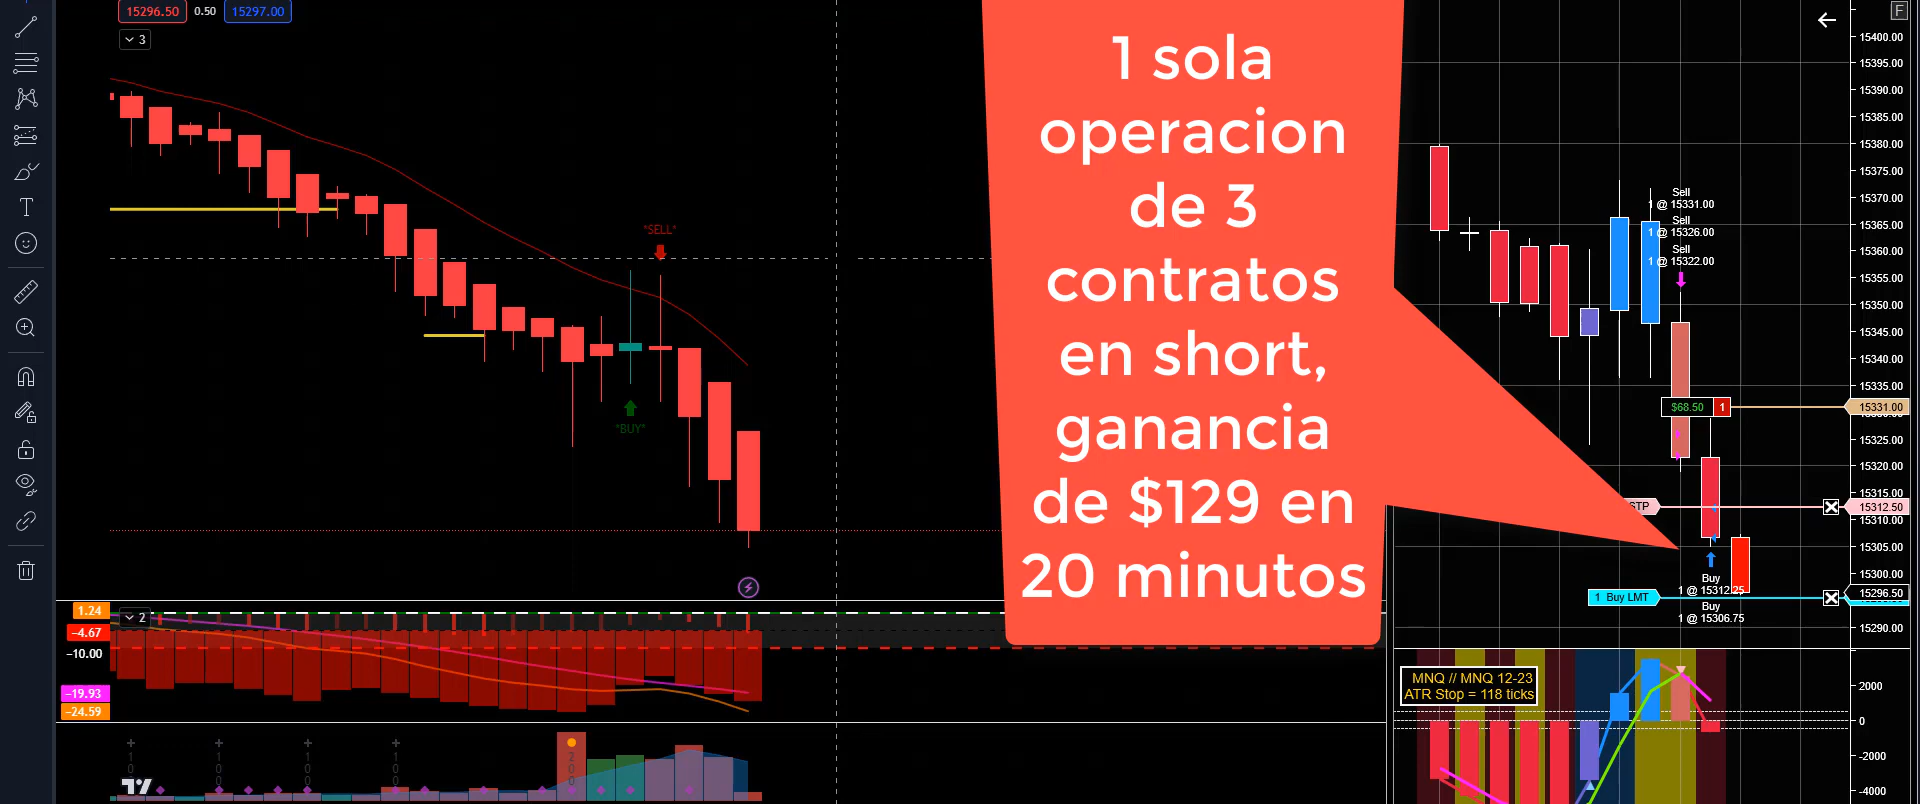 15296.50 0.50 15297.00
3
*SELL*
*BUY*
1 sola
operacion
de 3
contratos
en short,
ganancia
de $129 en
20 minutos
F
Sell
1 @ 15331.00
Sell
1 @ 15326.00
Sell
1 @ 15322.00
$68.50 1
STP
Buy
1 @ 15312.25
1 Buy LMT
Buy
1 @ 15306.75
15400.00
15395.00
15390.00
15385.00
15380.00
15375.00
15370.00
15365.00
15360.00
15355.00
15350.00
15345.00
15340.00
15335.00
15331.00
15325.00
15320.00
15315.00
15312.50
15310.00
15305.00
15300.00
15296.50
15290.00
1.24
2
-4.67
-10.00
-19.93
-24.59
MNQ // MNQ 12-23
ATR Stop = 118 ticks
2000
0
-2000
-4000